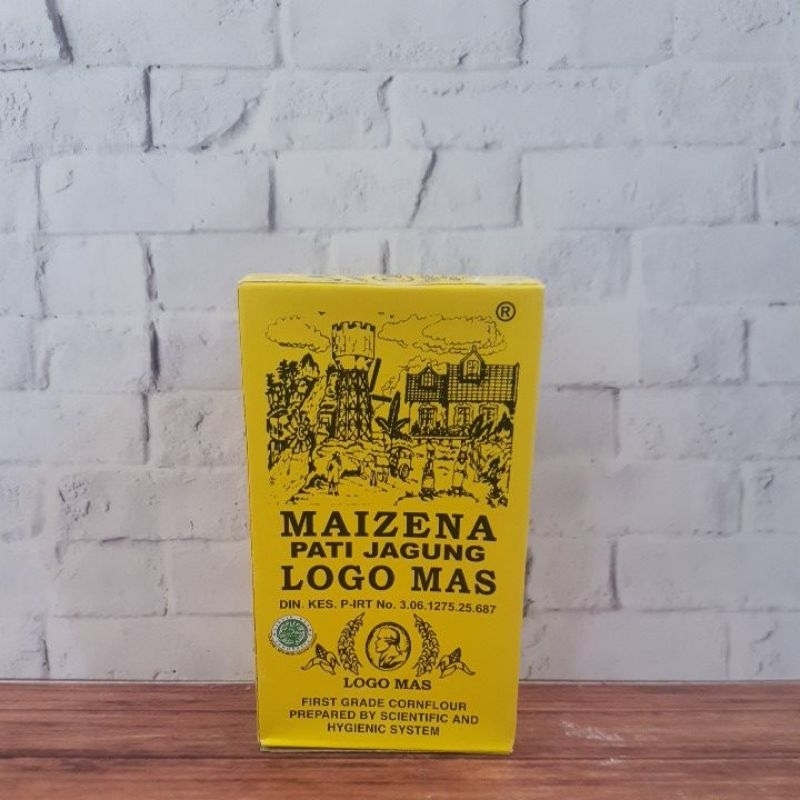 ®
MAIZENA
PATI JAGUNG
LOGO MAS
DIN. KES. P-IRT No. 3.06.1275.25.687
LOGO MAS
FIRST GRADE CORNFLOUR
PREPARED BY SCIENTIFIC AND
HYGIENIC SYSTEM